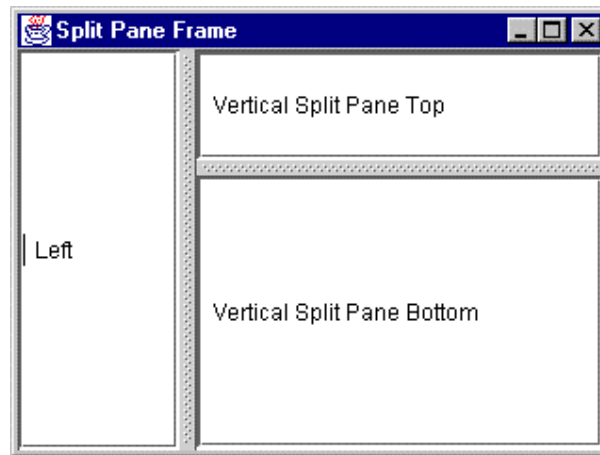 Split Pane Frame
Left
Vertical Split Pane Top
Vertical Split Pane Bottom